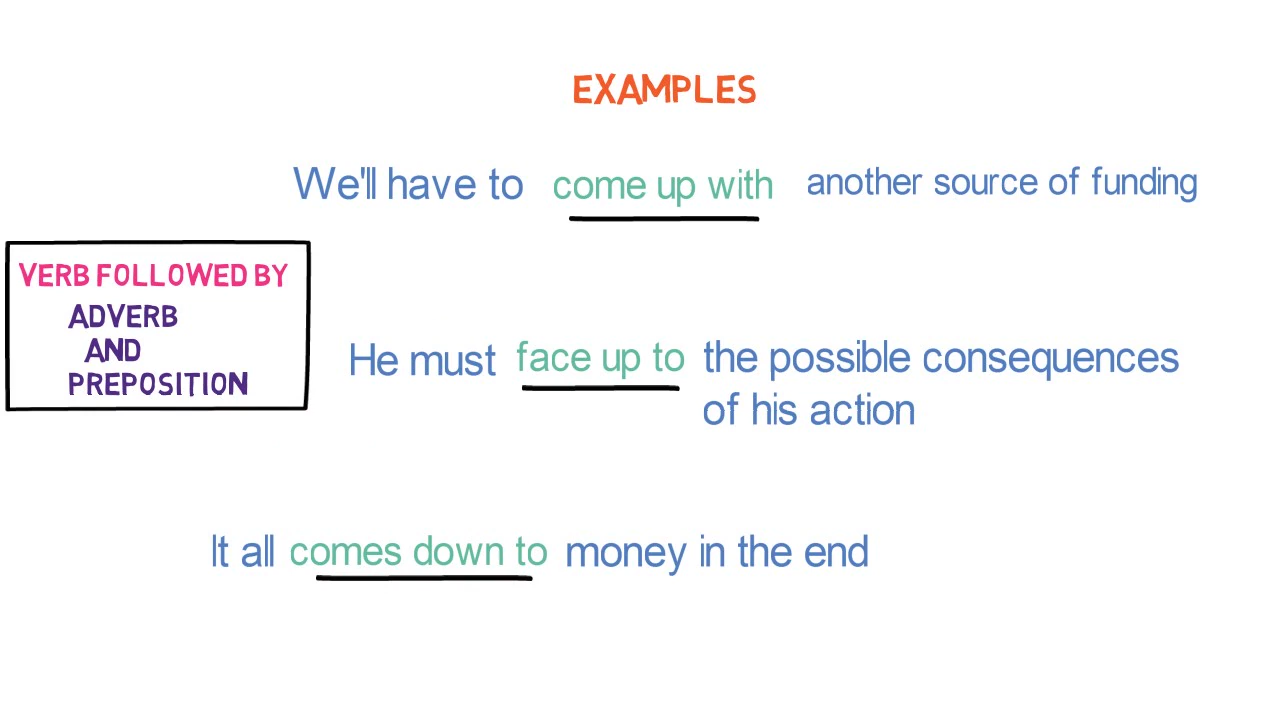 EXAMPLES
We'll have to come up with another source of funding
VERB FOLLOWED BY
ADVERB
AND
PREPOSITION
He must face up to the possible consequences
of his action
It all comes down to money in the end